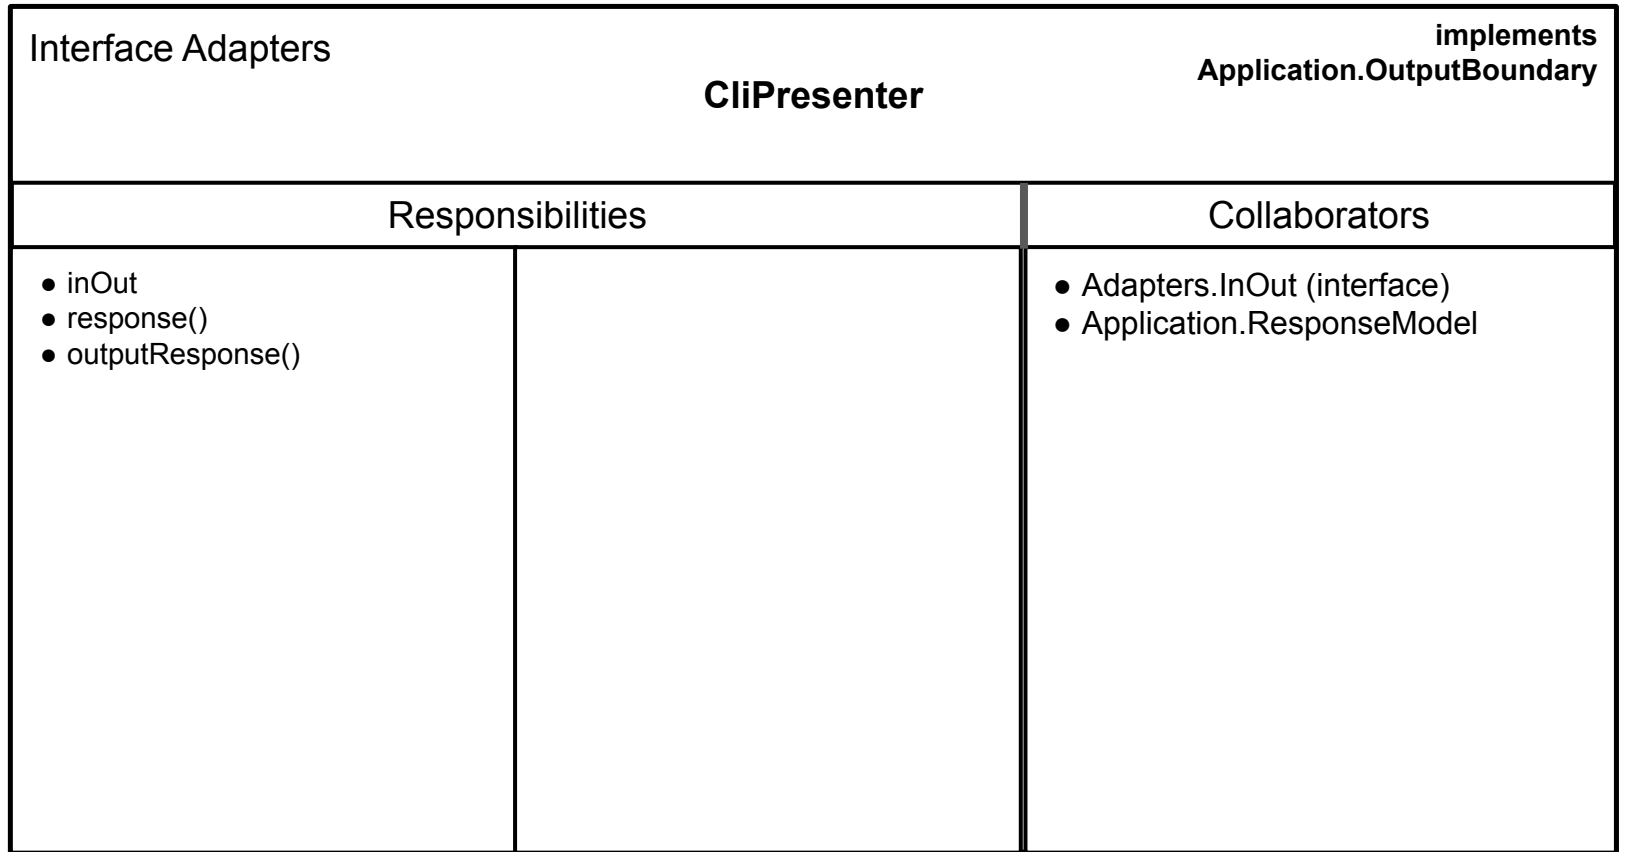 Interface Adapters
implements
Application.OutputBoundary
CliPresenter
Responsibilities
Collaborators
● inOut
● response()
● outputResponse()
● Adapters.InOut (interface)
● Application.ResponseModel